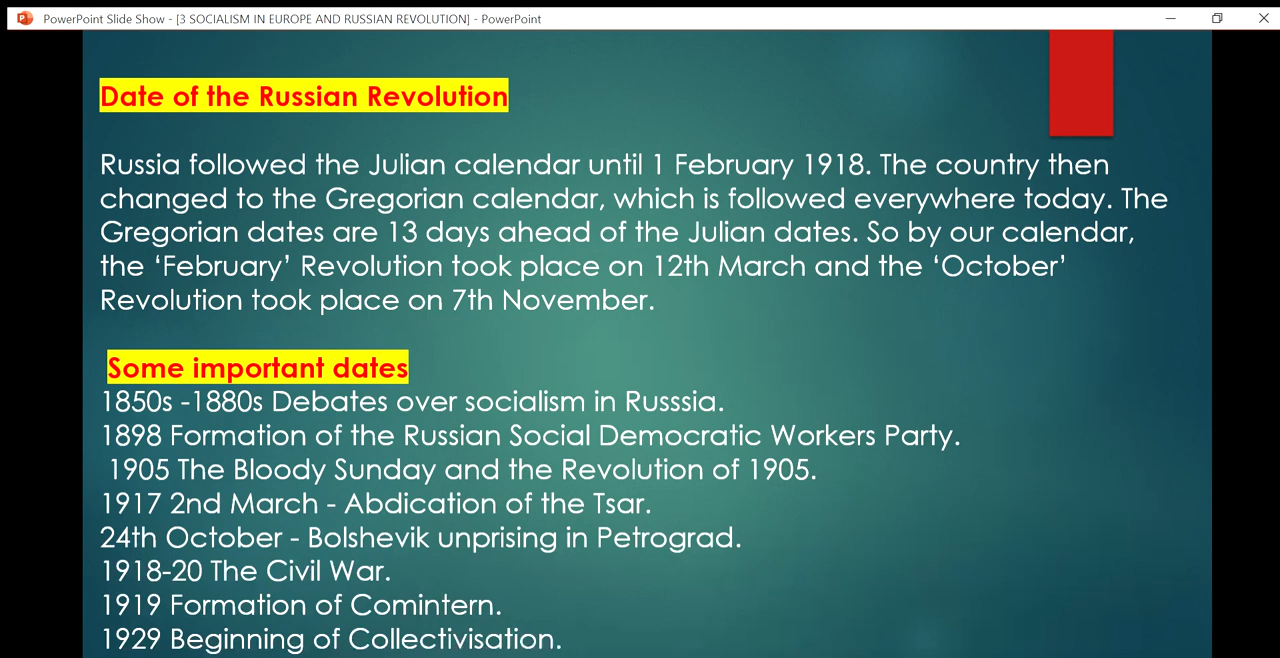 PowerPoint Slide Show - [3 SOCIALISM IN EUROPE AND RUSSIAN REVOLUTION] - PowerPoint
Date of the Russian Revolution
Russia followed the Julian calendar until 1 February 1918. The country then
changed to the Gregorian calendar, which is followed everywhere today. The
Gregorian dates are 13 days ahead of the Julian dates. So by our calendar,
the ‘February’ Revolution took place on 12th March and the ‘October’
Revolution took place on 7th November.
Some important dates
1850s -1880s Debates over socialism in Russsia.
1898 Formation of the Russian Social Democratic Workers Party.
1905 The Bloody Sunday and the Revolution of 1905.
1917 2nd March - Abdication of the Tsar.
24th October - Bolshevik unprising in Petrograd.
1918-20 The Civil War.
1919 Formation of Comintern.
1929 Beginning of Collectivisation.